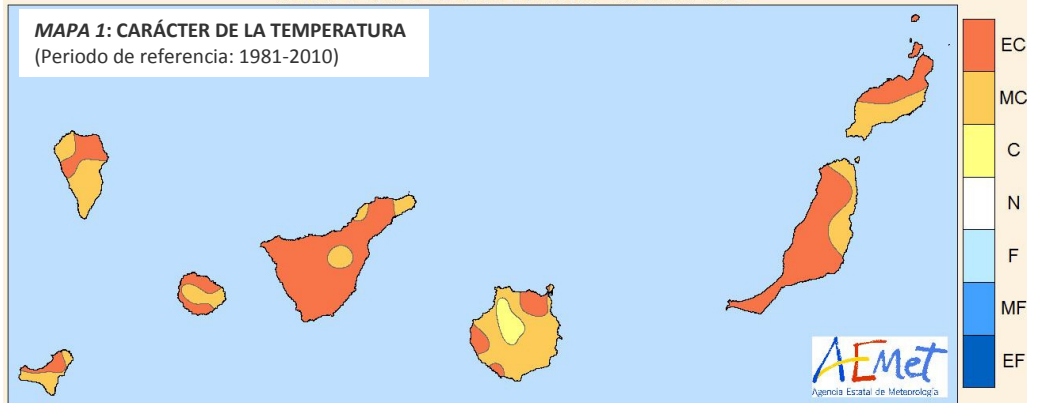 MAPA 1: CARÁCTER DE LA TEMPERATURA
(Periodo de referencia: 1981-2010)
EC
MC
C
N
F
MF
EF
AEMet
Agencia Estatal de Meteorología